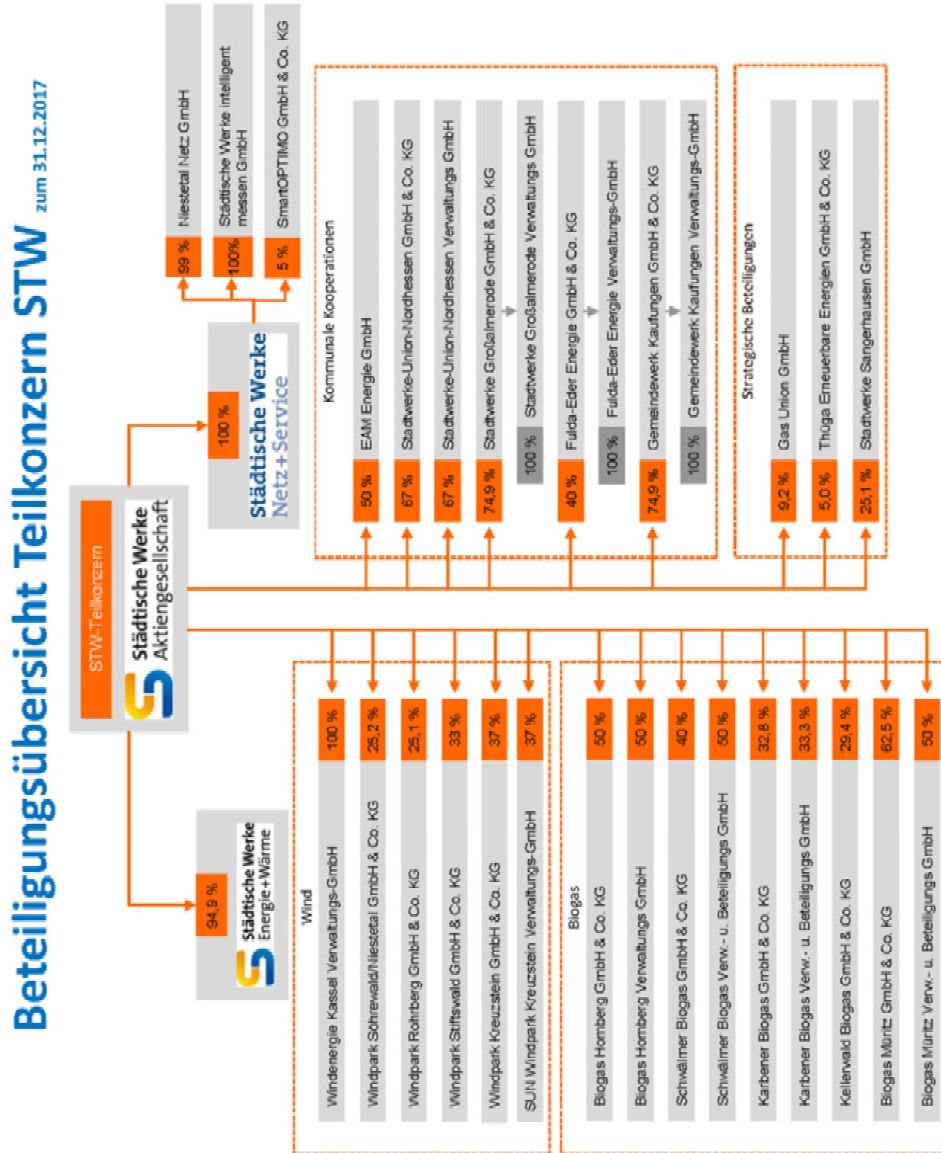 Beteiligungsübersicht Teilkonzern STW zum 31.12.2017
STW-Teilkonzern
Städtische Werke
Aktiengesellschaft
94,9 %
Städtische Werke
Energie+Wärme
100 %
Städtische Werke
Netz+Service
99 % Niestetal Netz GmbH
100% Städtische Werke intelligent
messen GmbH
5 % SmartOPTIMO GmbH & Co. KG
Wind
Windenergie Kassel Verwaltungs-GmbH 100 %
Windpark Söhrewald/Niestetal GmbH & Co. KG 25,2 %
Windpark Rohrberg GmbH & Co. KG 25,1 %
Windpark Stiftswald GmbH & Co. KG 33 %
Windpark Kreuzstein GmbH & Co. KG 37 %
SUN Windpark Kreuzstein Verwaltungs-GmbH 37 %
Biogas
Biogas Homberg GmbH & Co. KG 50 %
Biogas Homberg Verwaltungs GmbH 50 %
Schwälmer Biogas GmbH & Co. KG 40 %
Schwälmer Biogas Verw.- u. Beteiligungs GmbH 50 %
Karbener Biogas GmbH & Co. KG 32,8 %
Karbener Biogas Verw.- u. Beteiligungs GmbH 33,3 %
Kellerwald Biogas GmbH & Co. KG 29,4 %
Biogas Müritz GmbH & Co. KG 62,5 %
Biogas Müritz Verw.- u. Beteiligungs GmbH 50 %
Kommunale Kooperationen
50 % EAM Energie GmbH
67 % Stadtwerke-Union-Nordhessen GmbH & Co. KG
67 % Stadtwerke-Union-Nordhessen Verwaltungs GmbH
74,9 % Stadtwerke Großalmerode GmbH & Co. KG
100 % Stadtwerke Großalmerode Verwaltungs GmbH
40 % Fulda-Eder Energie GmbH & Co. KG
100 % Fulda-Eder Energie Verwaltungs-GmbH
74,9 % Gemeindewerk Kaufungen GmbH & Co. KG
100 % Gemeindewerk Kaufungen Verwaltungs-GmbH
Strategische Beteiligungen
9,2 % Gas Union GmbH
5,0 % Thüga Erneuerbare Energien GmbH & Co. KG
25,1 % Stadtwerke Sangerhausen GmbH